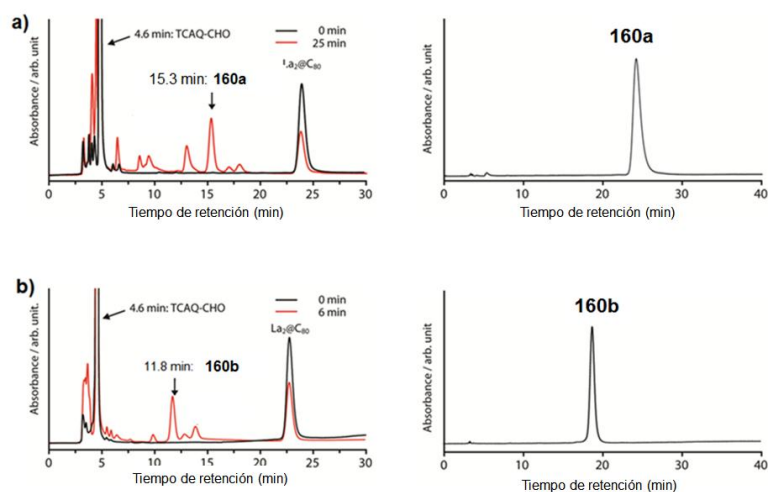 a)
Absorbance / arb. unit
4.6 min: TCAQ-CHO
0 min
25 min
15.3 min: 160a
La₂@C₈₀
0 5 10 15 20 25 30
Tiempo de retención (min)
Absorbance / arb. unit
160a
0 10 20 30 40
Tiempo de retención (min)
b)
Absorbance / arb. unit.
4.6 min: TCAQ-CHO
0 min
6 min
La₂@C₈₀
11.8 min: 160b
0 5 10 15 20 25 30
Tiempo de retención (min)
Absorbance / arb. unit
160b
0 10 20 30 40
Tiempo de retención (min)